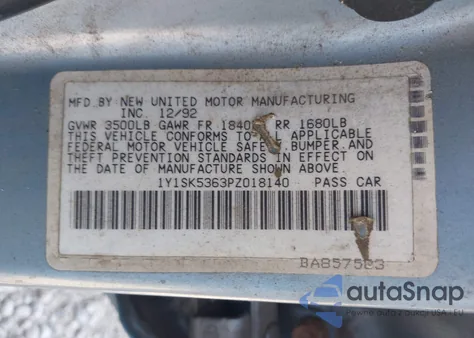 MFD BY NEW UNITED MOTOR MANUFACTURING
INC. 12/92
GVWR 3500LB GAWR FR 1840LB RR 1680LB
THIS VEHICLE CONFORMS TO ALL APPLICABLE
FEDERAL MOTOR VEHICLE SAFETY BUMPER, AND
THEFT PREVENTION STANDARDS IN EFFECT ON
THE DATE OF MANUFACTURE SHOWN ABOVE.
1Y1SK5363PZ018140 PASS CAR
autoSnap